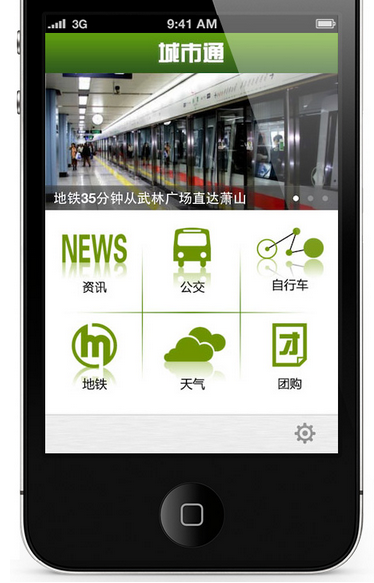 3G 9:41 AM
城市通
地铁35分钟从武林广场直达萧山
NEWS
资讯 公交 自行车
团
地铁 天气 团购